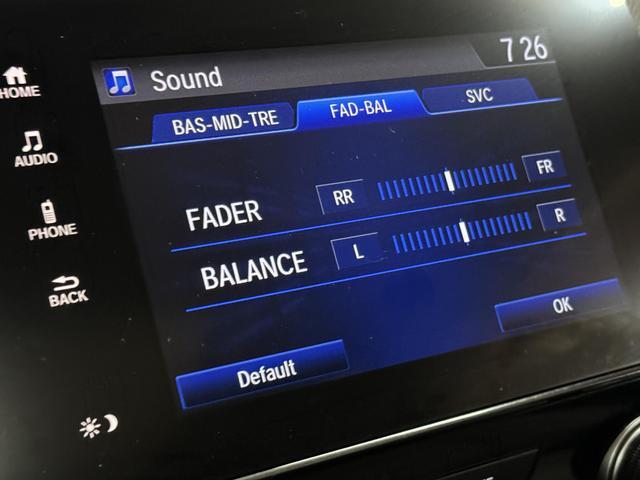 7 26
Sound
HOME
BAS-MID-TRE FAD-BAL SVC
AUDIO
FADER RR FR
PHONE
BALANCE L R
BACK
OK
Default